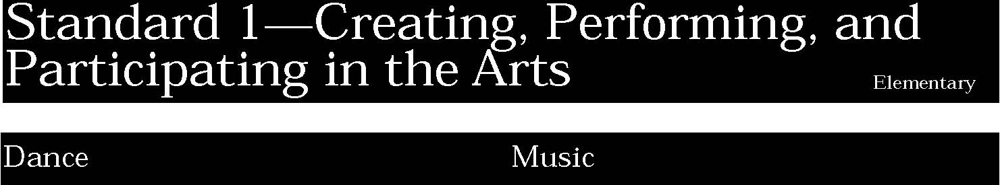 Standard 1—Creating, Performing, and
Participating in the Arts
Elementary
Dance
Music